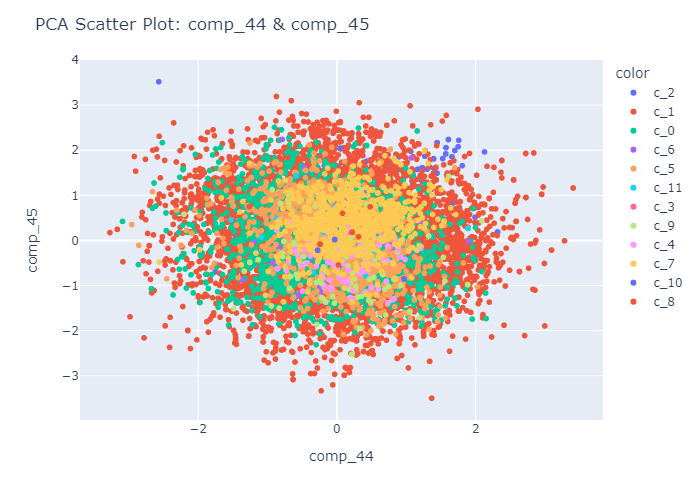 PCA Scatter Plot: comp_44 & comp_45
color
c_2
c_1
c_0
c_6
c_5
c_11
c_3
c_9
c_4
c_7
c_10
c_8
4
3
2
1
0
−1
−2
−3
comp_45
−2
0
2
comp_44